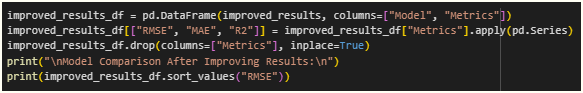 improved_results_df = pd.DataFrame(improved_results, columns=["Model", "Metrics"])
improved_results_df[["RMSE", "MAE", "R2"]] = improved_results_df["Metrics"].apply(pd.Series)
improved_results_df.drop(columns=["Metrics"], inplace=True)
print("\nModel Comparison After Improving Results:\n")
print(improved_results_df.sort_values("RMSE"))